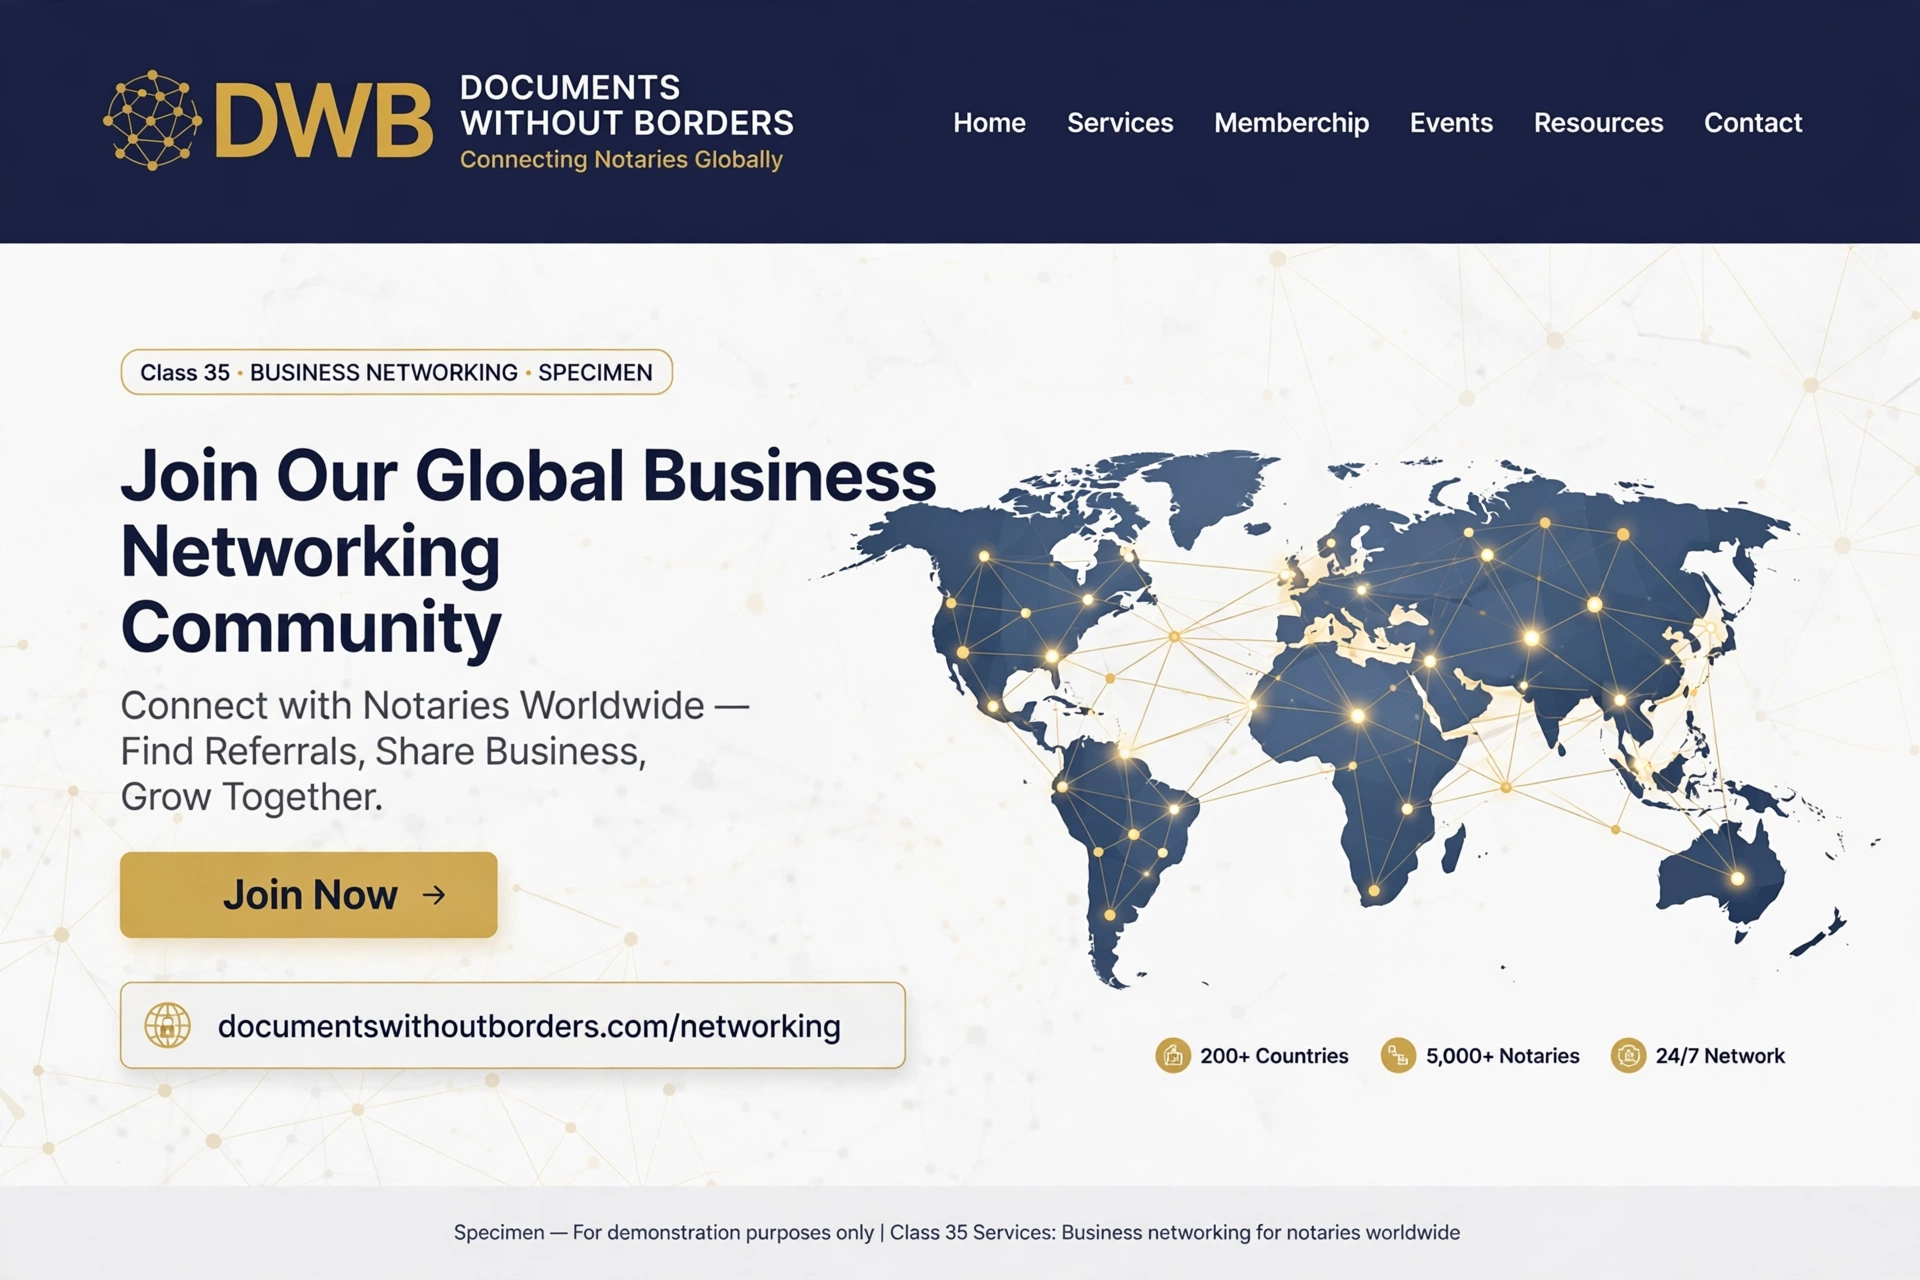 DWB
DOCUMENTS
WITHOUT BORDERS
Connecting Notaries Globally
Home
Services
Memberchip
Events
Resources
Contact
Class 35 • BUSINESS NETWORKING • SPECIMEN
Join Our Global Business
Networking
Community
Connect with Notaries Worldwide —
Find Referrals, Share Business,
Grow Together.
Join Now →
documentswithoutborders.com/networking
200+ Countries
5,000+ Notaries
24/7 Network
Specimen — For demonstration purposes only | Class 35 Services: Business networking for notaries worldwide